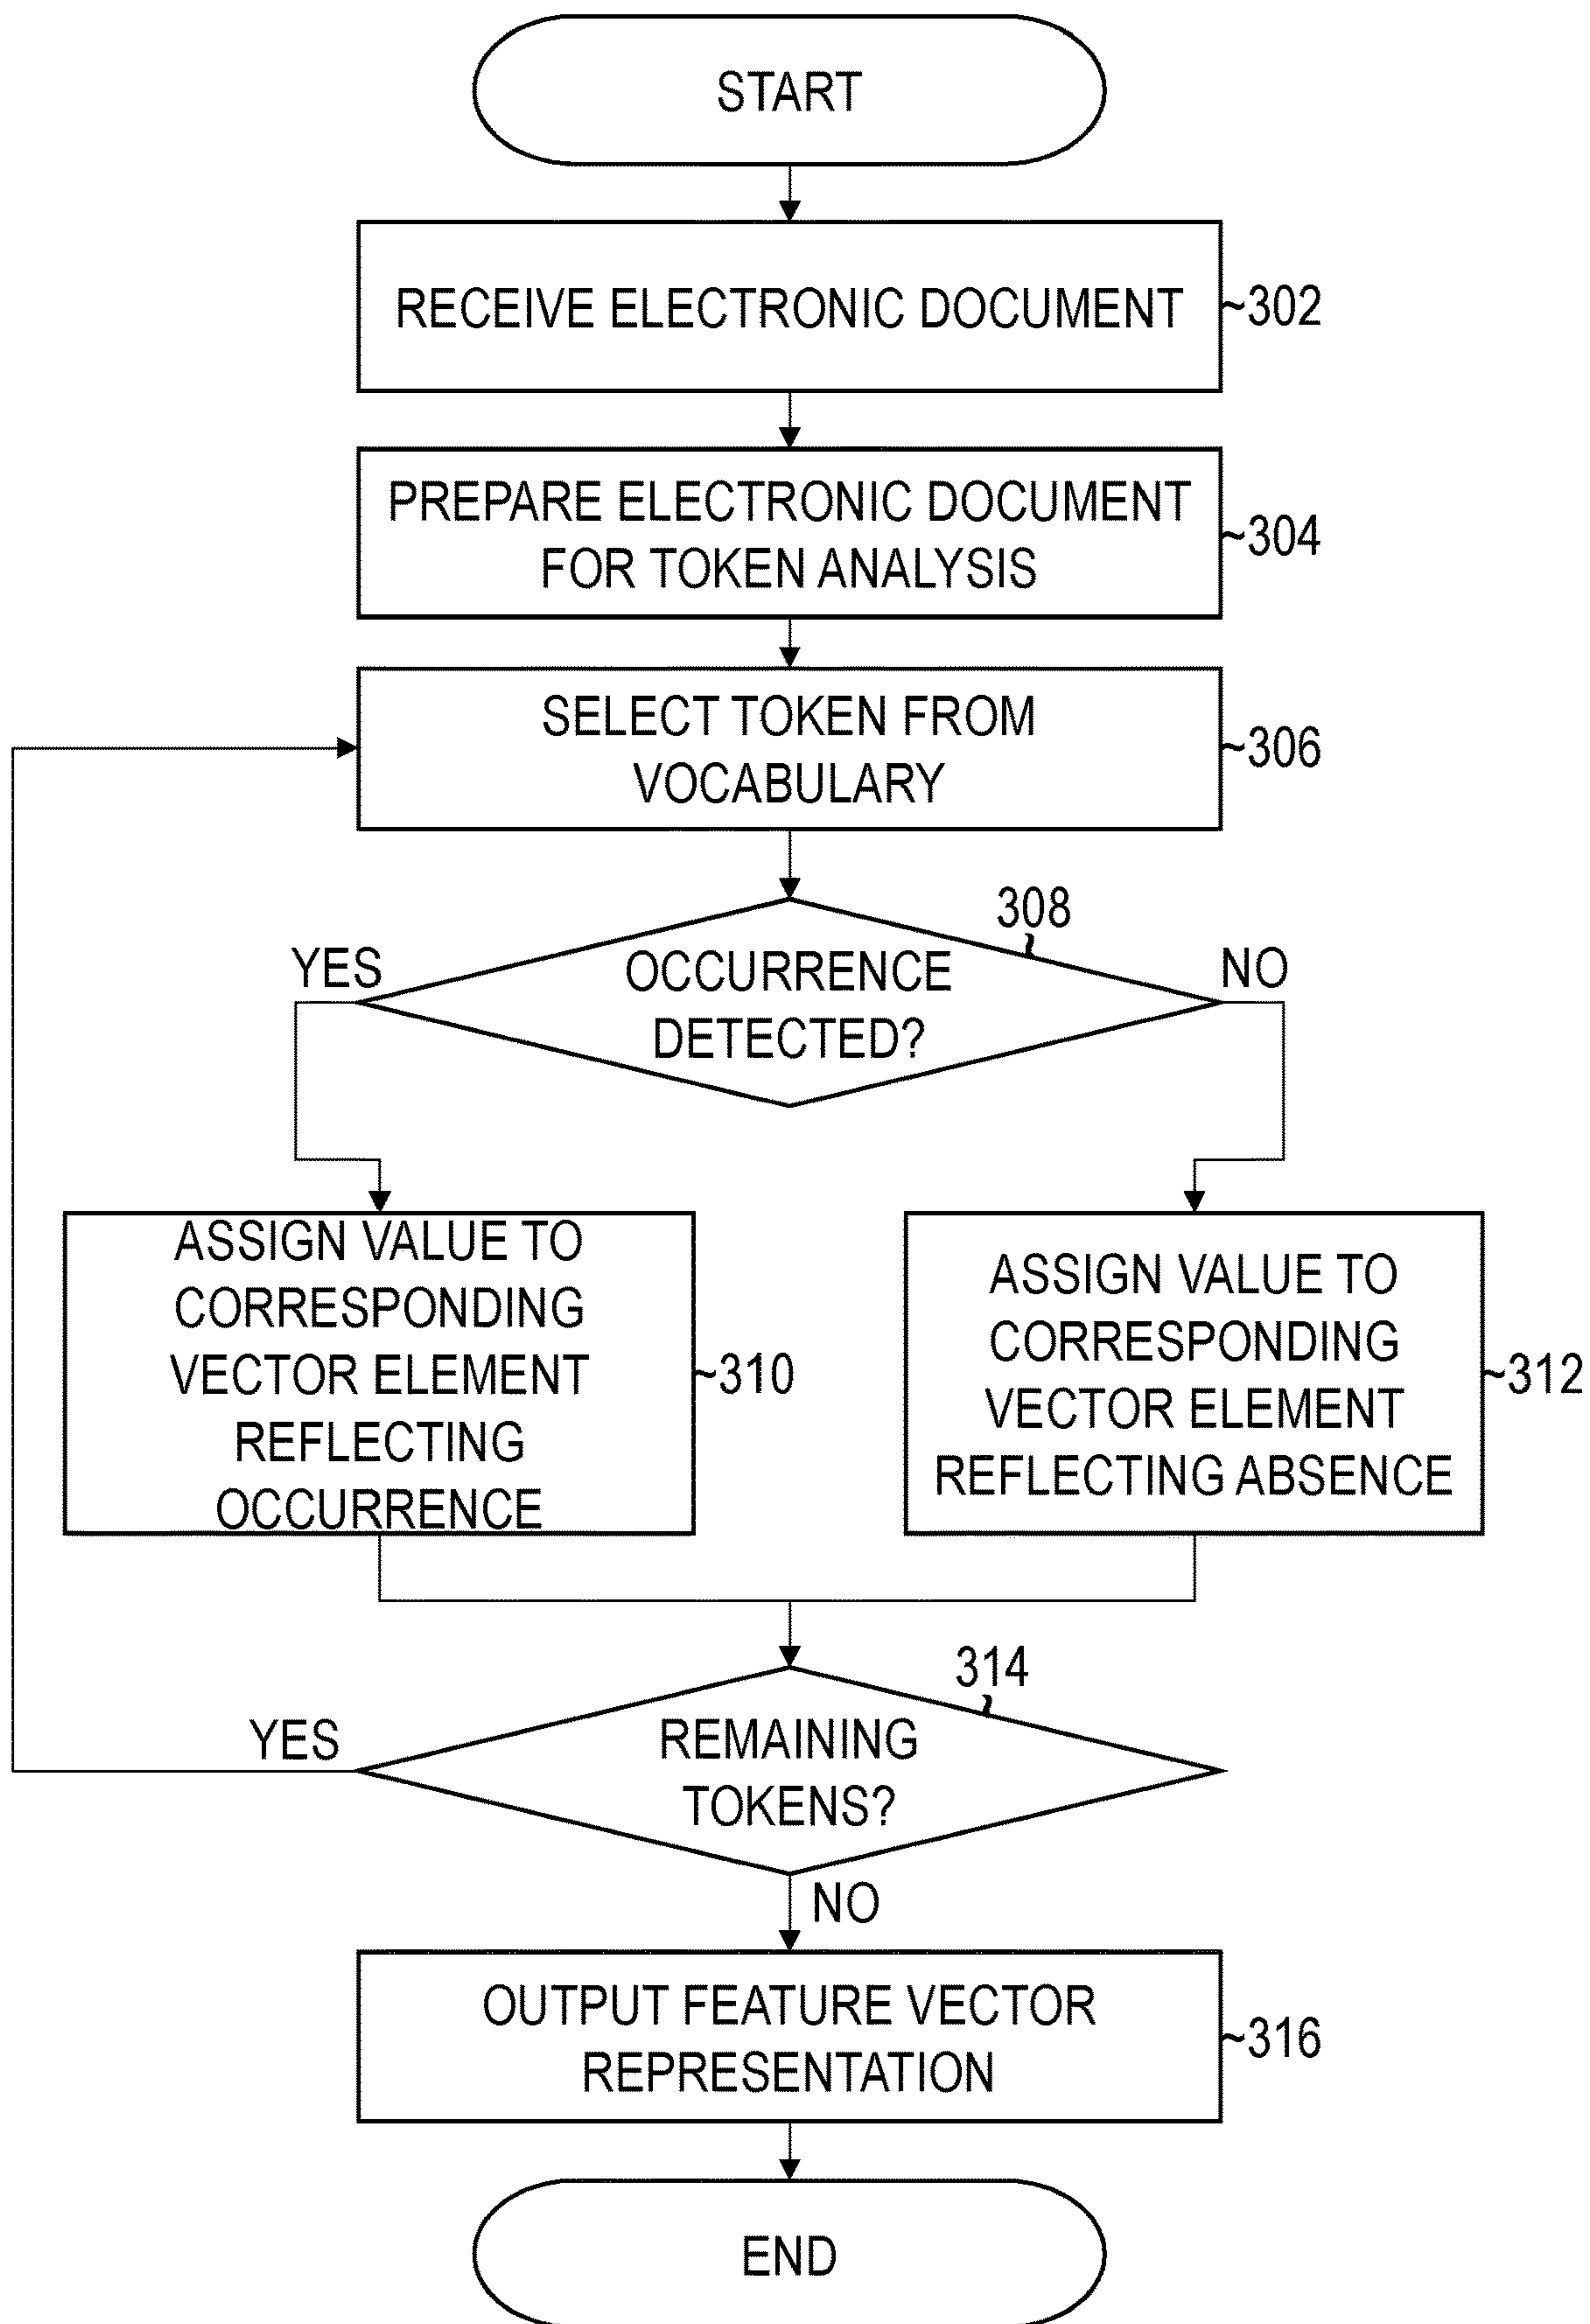 START
RECEIVE ELECTRONIC DOCUMENT
~302
PREPARE ELECTRONIC DOCUMENT
FOR TOKEN ANALYSIS
~304
SELECT TOKEN FROM
VOCABULARY
~306
308
YES
OCCURRENCE
DETECTED?
NO
ASSIGN VALUE TO
CORRESPONDING
VECTOR ELEMENT
REFLECTING
OCCURRENCE
~310
ASSIGN VALUE TO
CORRESPONDING
VECTOR ELEMENT
REFLECTING ABSENCE
~312
314
YES
REMAINING
TOKENS?
NO
OUTPUT FEATURE VECTOR
REPRESENTATION
~316
END